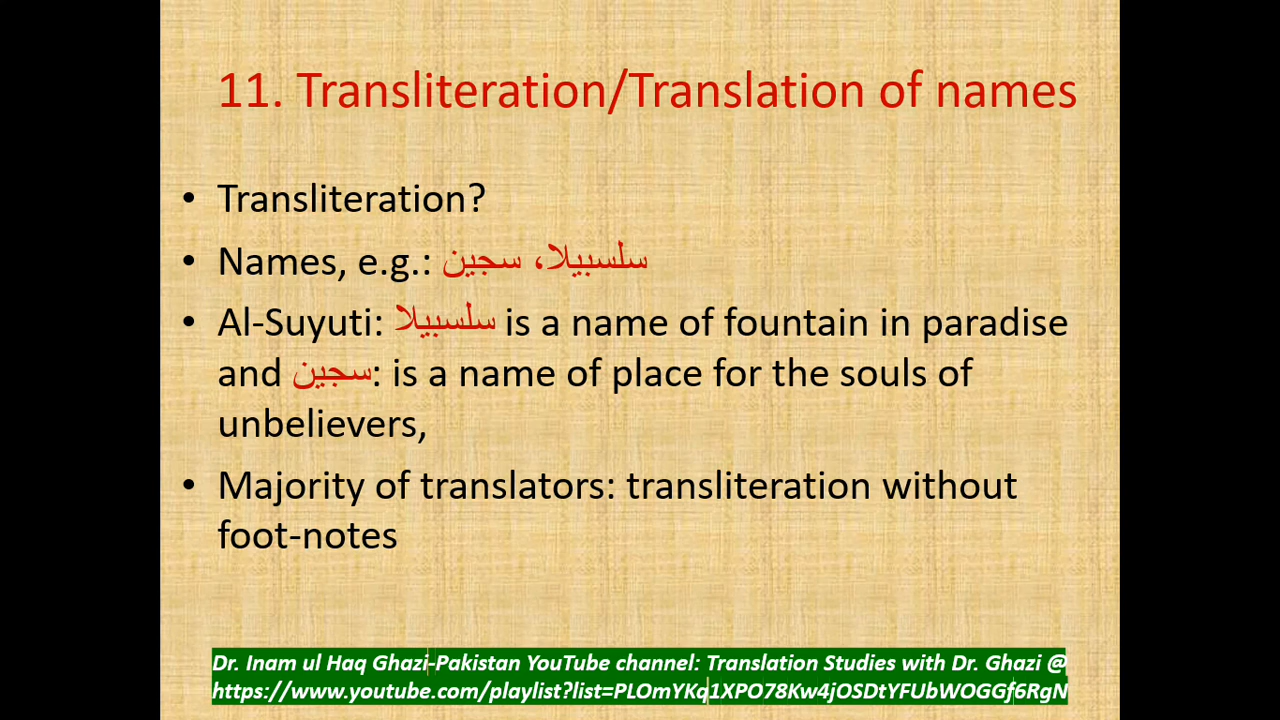 11. Transliteration/Translation of names
• Transliteration?
• Names, e.g.: سلسبيلا، سجين
• Al-Suyuti: سلسبيلا is a name of fountain in paradise
and سجين: is a name of place for the souls of
unbelievers,
• Majority of translators: transliteration without
foot-notes
Dr. Inam ul Haq Ghazi-Pakistan YouTube channel: Translation Studies with Dr. Ghazi @
https://www.youtube.com/playlist?list=PLOmYKq1XPO78Kw4jOSDtYFUbWOGGf6RgN